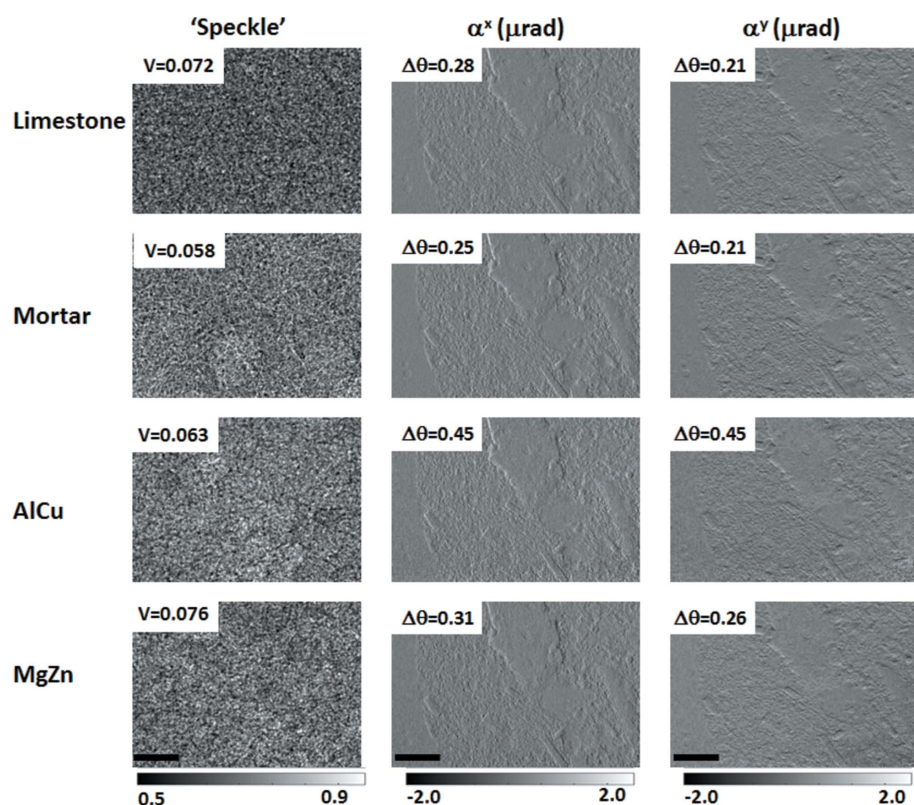 ‘Speckle’ αˣ (μrad) αʸ (μrad)
Limestone V=0.072 Δθ=0.28 Δθ=0.21
Mortar V=0.058 Δθ=0.25 Δθ=0.21
AlCu V=0.063 Δθ=0.45 Δθ=0.45
MgZn V=0.076 Δθ=0.31 Δθ=0.26
0.5 0.9 -2.0 2.0 -2.0 2.0